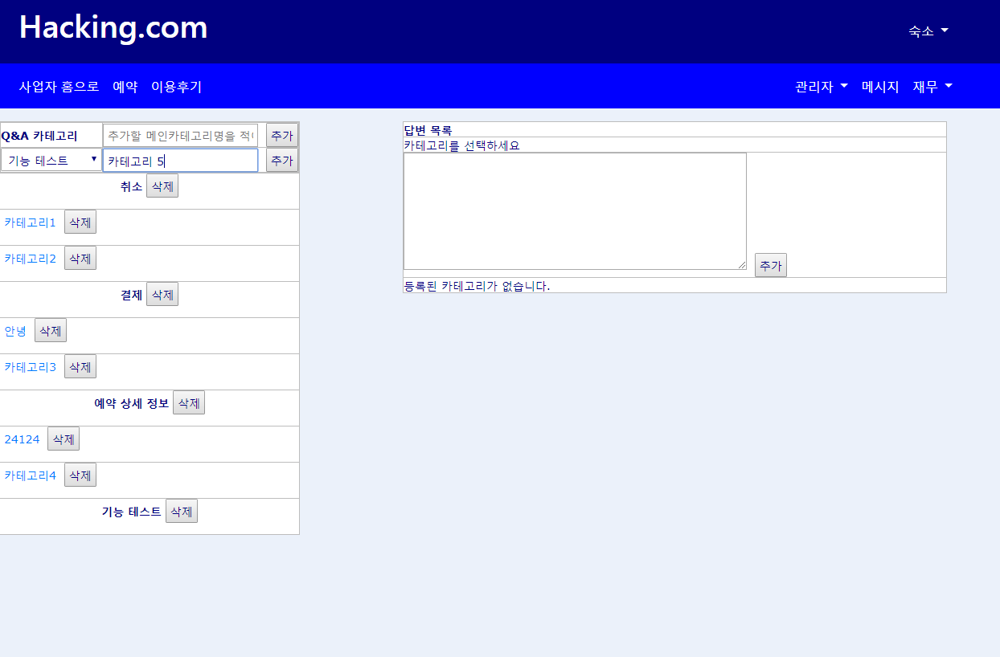 Hacking.com
숙소
사업자 홈으로 예약 이용후기
관리자 메시지 재무
Q&A 카테고리 추가할 메인카테고리명을 추가
기능 테스트 카테고리 5 추가
취소 삭제
카테고리1 삭제
카테고리2 삭제
결제 삭제
안녕 삭제
카테고리3 삭제
예약 상세 정보 삭제
24124 삭제
카테고리4 삭제
기능 테스트 삭제
답변 목록
카테고리를 선택하세요
추가
등록된 카테고리가 없습니다.